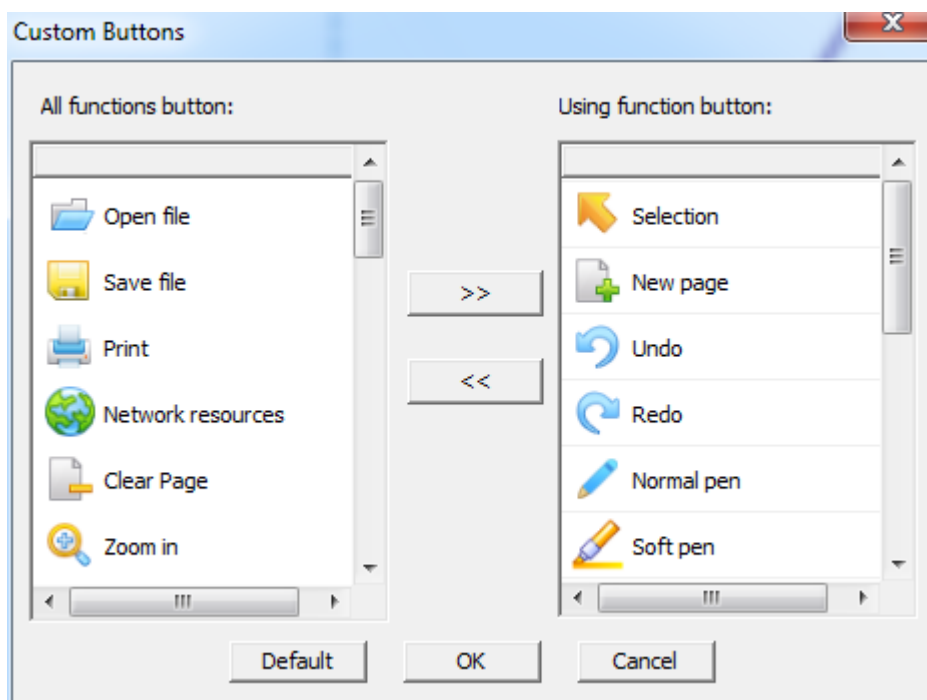 Custom Buttons
All functions button:
Using function button:
Open file
Save file
Print
Network resources
Clear Page
Zoom in
>>
<<
Selection
New page
Undo
Redo
Normal pen
Soft pen
Default
OK
Cancel